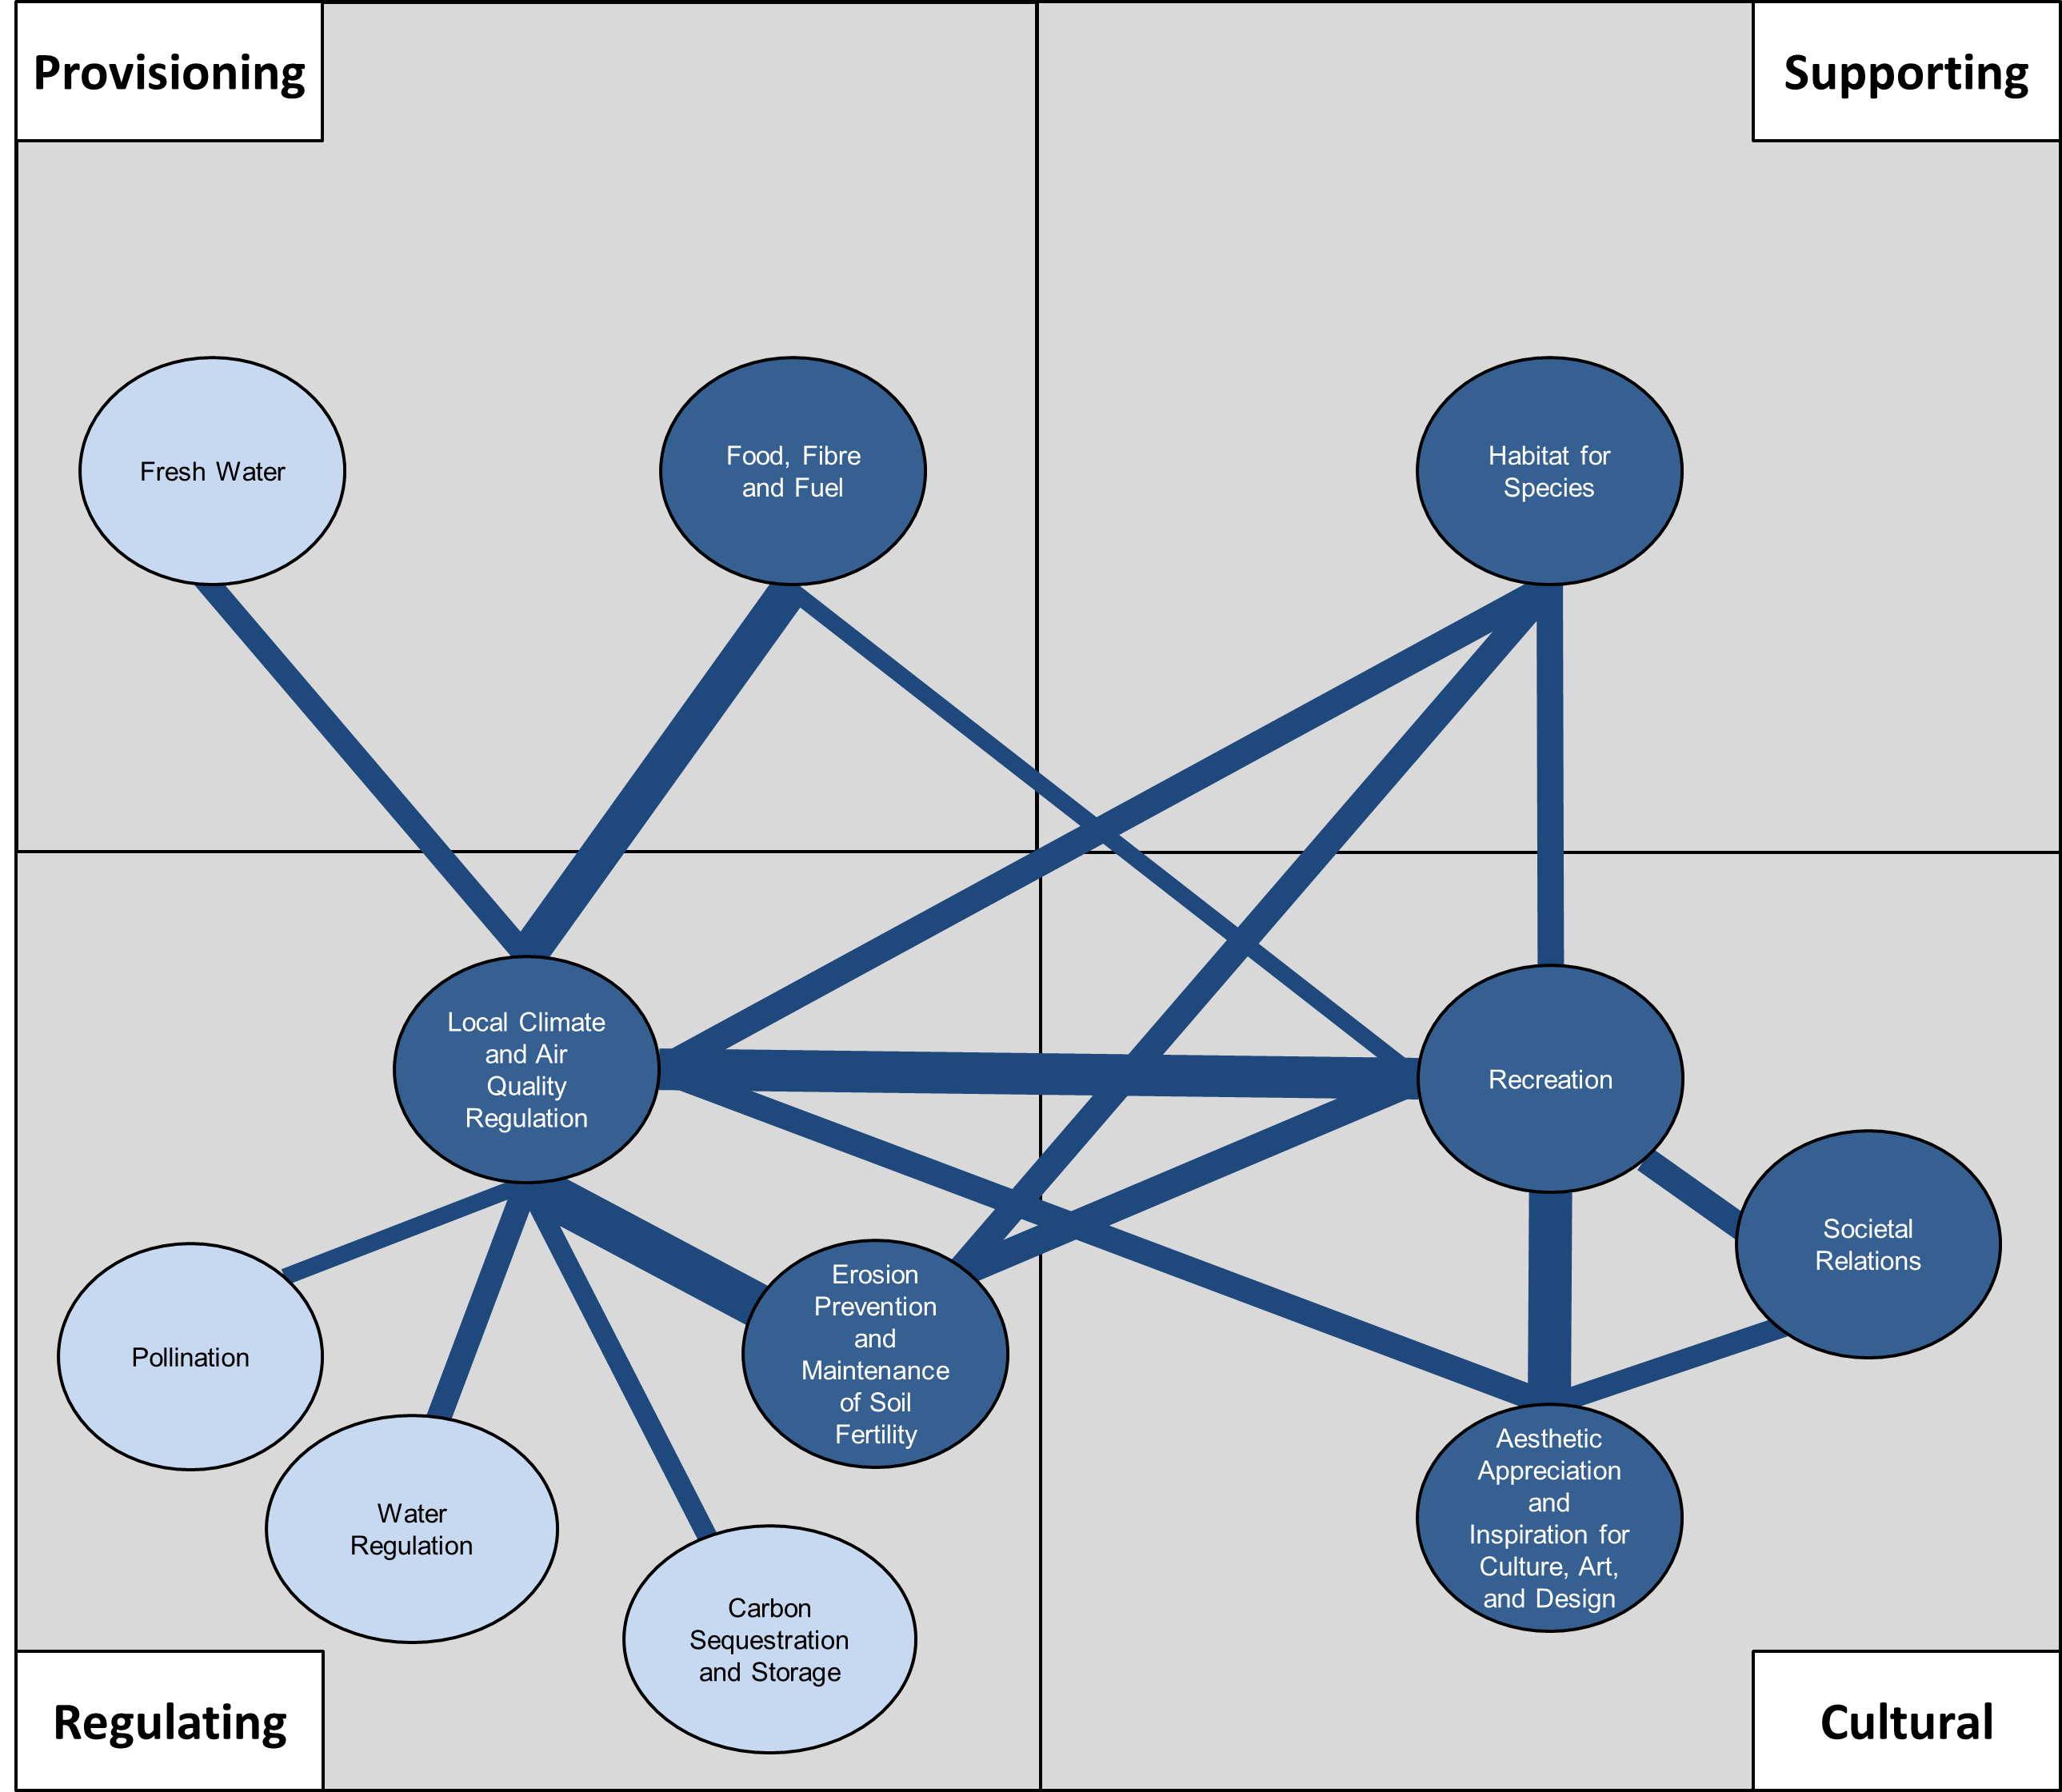 Provisioning
Supporting
Fresh Water
Food, Fibre
and Fuel
Habitat for
Species
Local Climate
and Air
Quality
Regulation
Recreation
Societal
Relations
Erosion
Prevention
and
Maintenance
of Soil
Fertility
Pollination
Water
Regulation
Carbon
Sequestration
and Storage
Aesthetic
Appreciation
and
Inspiration for
Culture, Art,
and Design
Regulating
Cultural